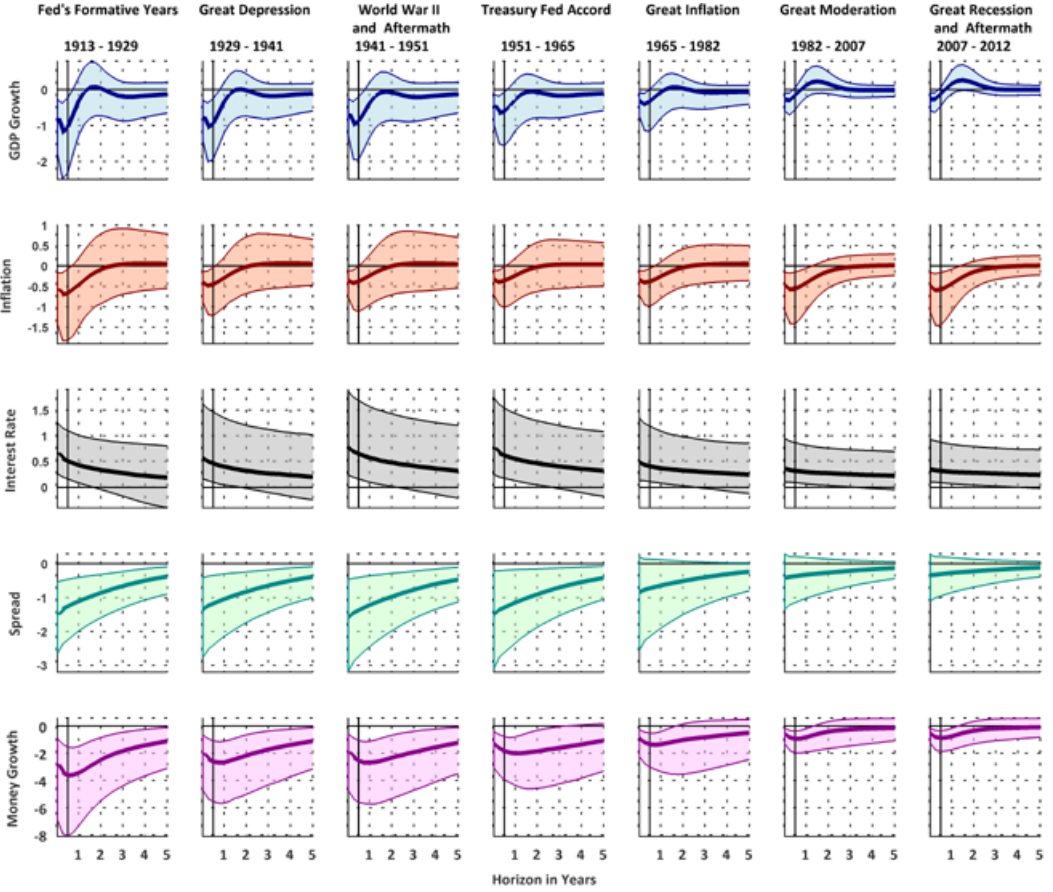 Fed's Formative Years Great Depression World War II Treasury Fed Accord Great Inflation Great Moderation Great Recession
and Aftermath and Aftermath
1913 - 1929 1929 - 1941 1941 - 1951 1951 - 1965 1965 - 1982 1982 - 2007 2007 - 2012
GDP Growth
0
-1
-2
Inflation
1
0.5
0
-0.5
-1
-1.5
Interest Rate
1.5
1
0.5
0
Spread
0
-1
-2
-3
Money Growth
0
-2
-4
-6
-8
1 2 3 4 5 1 2 3 4 5 1 2 3 4 5 1 2 3 4 5 1 2 3 4 5 1 2 3 4 5 1 2 3 4 5
Horizon in Years